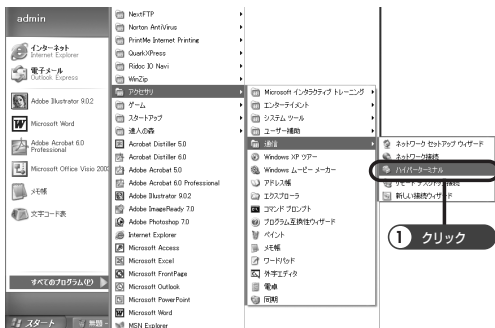 admin
インターネット
Internet Explorer
電子メール
Outlook Express
Adobe Illustrator 9.0.2
Microsoft Word
Adobe Acrobat 6.0
Professional
Microsoft Office Visio 200
メモ帳
文字コード表
すべてのプログラム(P)
スタート
無題 -
NextFTP
Norton AntiVirus
PrintMe Internet Printing
QuarkXPress
Ridoc IO Navi
WinZip
アクセサリ
ゲーム
スタートアップ
達人の森
Acrobat Distiller 5.0
Acrobat Distiller 6.0
Adobe Acrobat 5.0
Adobe Acrobat 6.0 Professional
Adobe Illustrator 9.0.2
Adobe ImageReady 7.0
Adobe Photoshop 7.0
Internet Explorer
Microsoft Access
Microsoft Excel
Microsoft FrontPage
Microsoft Outlook
Microsoft PowerPoint
Microsoft Word
MSN Explorer
Microsoft インタラクティブ トレーニング
エンターテイメント
システム ツール
ユーザー補助
通信
Windows XP ツアー
Windows ムービー メーカー
アドレス帳
エクスプローラ
コマンド プロンプト
プログラム互換性ウィザード
ペイント
メモ帳
ワードパッド
外字エディタ
電卓
同期
ネットワーク セットアップ ウィザード
ネットワーク接続
ハイパーターミナル
リモート デスクトップ接続
新しい接続ウィザード
1 クリック